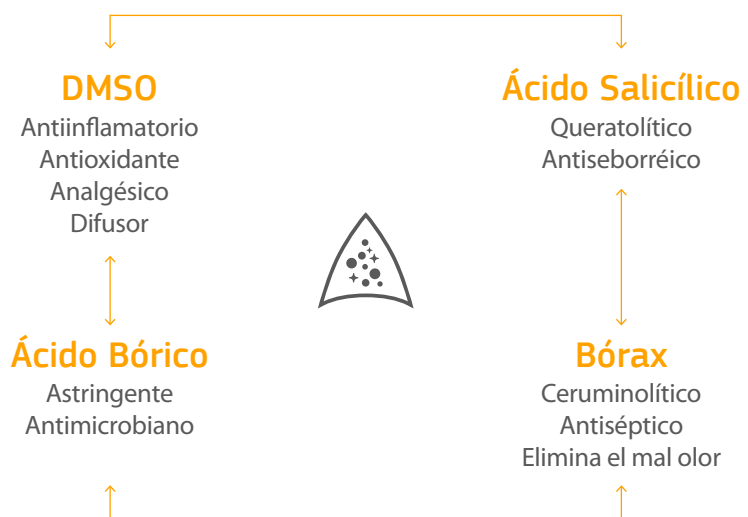 DMSO
Antiinflamatorio
Antioxidante
Analgésico
Difusor
Ácido Salicílico
Queratolítico
Antiseborréico
Ácido Bórico
Astringente
Antimicrobiano
Bórax
Ceruminolítico
Antiséptico
Elimina el mal olor